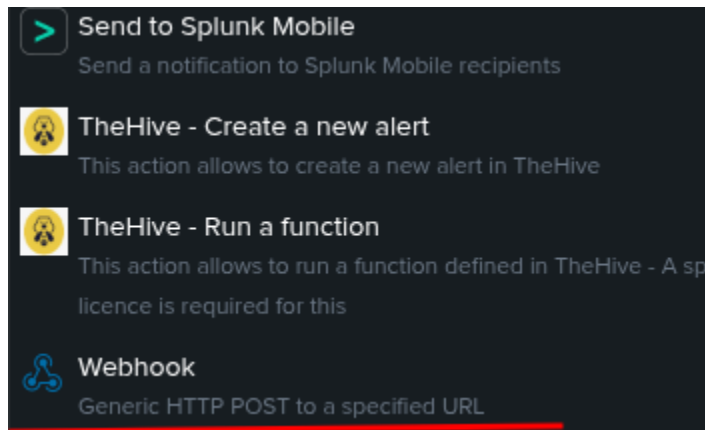 Send to Splunk Mobile
Send a notification to Splunk Mobile recipients
TheHive - Create a new alert
This action allows to create a new alert in TheHive
TheHive - Run a function
This action allows to run a function defined in TheHive - A sp
licence is required for this
Webhook
Generic HTTP POST to a specified URL